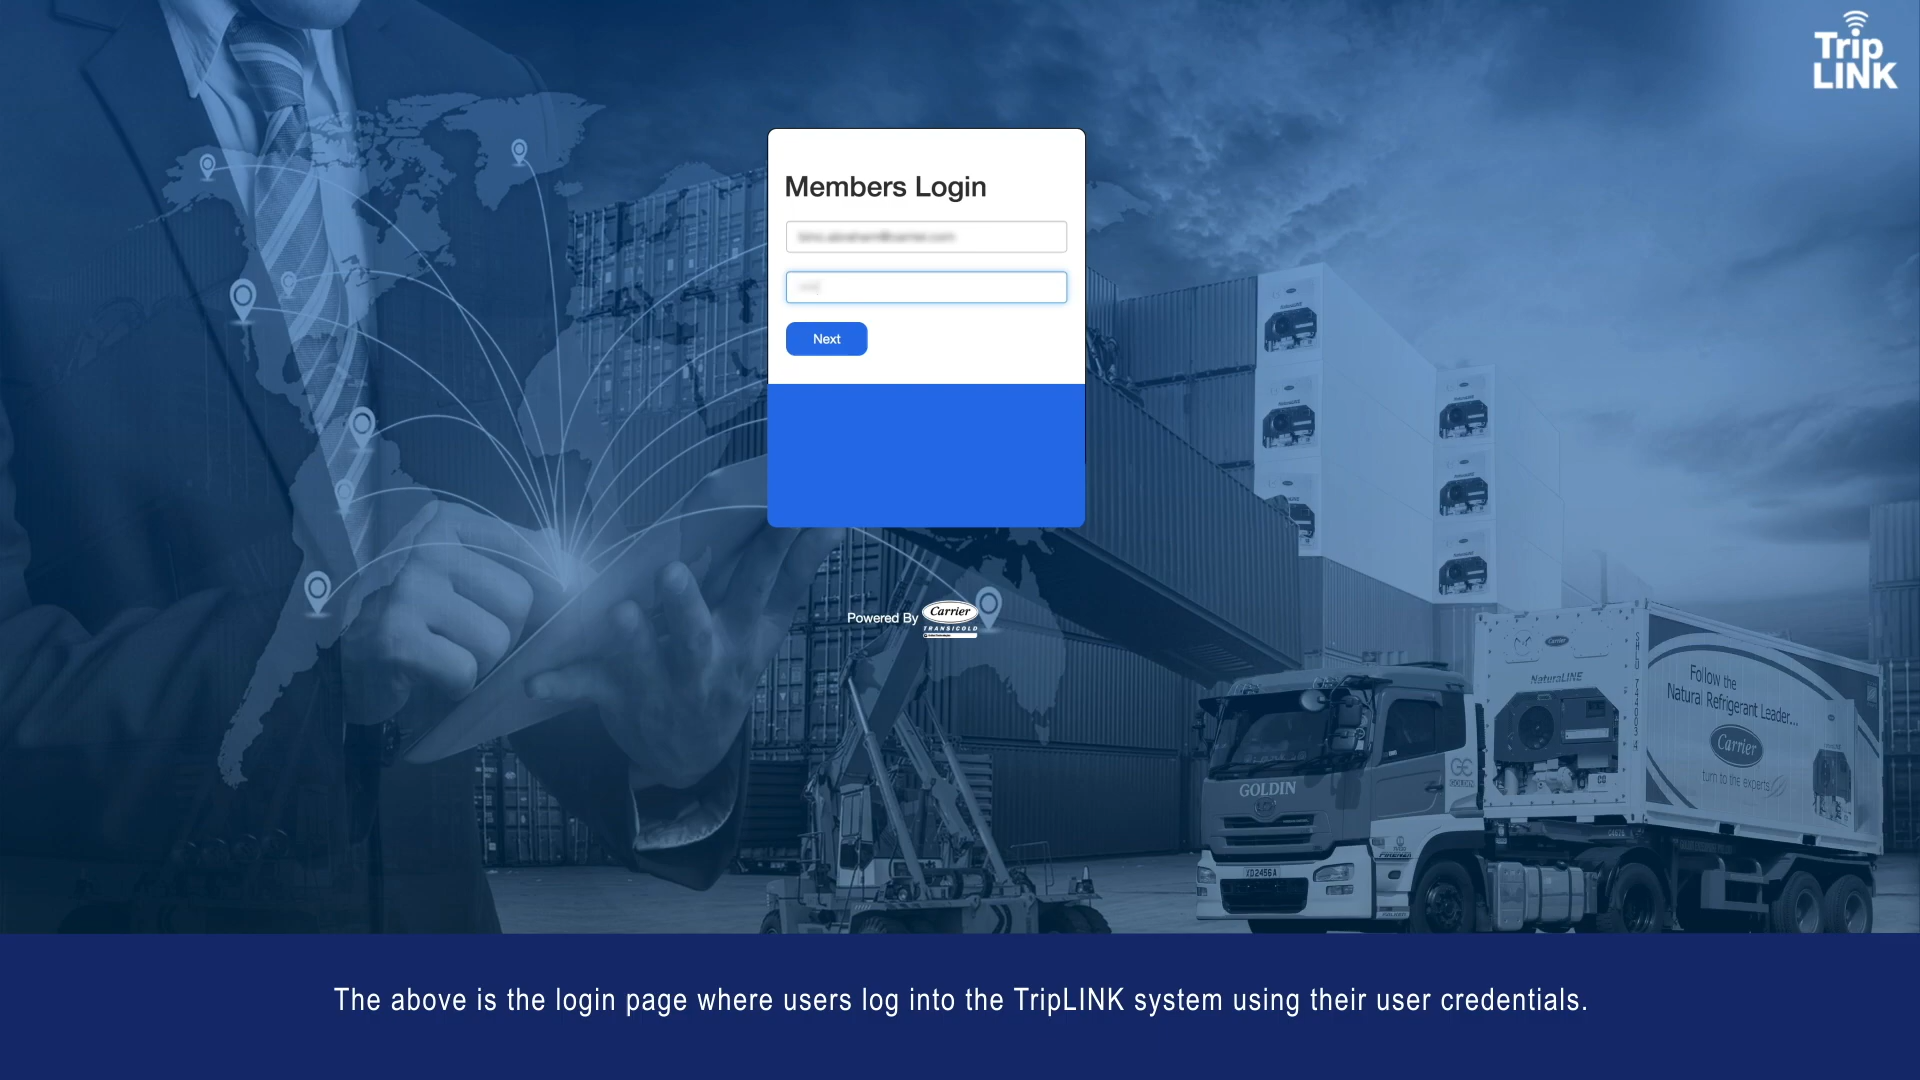 Trip
LINK
Members Login
Next
Powered By
Carrier
TRANSICOLD
NaturaLINE
Follow the
Natural Refrigerant Leader...
Carrier
turn to the experts
GOLDIN
XD2456A
The above is the login page where users log into the TripLINK system using their user credentials.